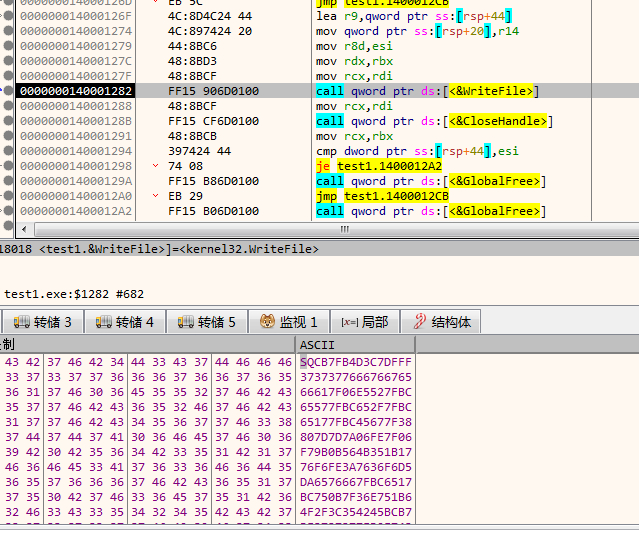 000000014000126D EB 5C jmp test1.1400012CB
000000014000126F 4C:8D4C24 44 lea r9,qword ptr ss:[rsp+44]
0000000140001274 4C:897424 20 mov qword ptr ss:[rsp+20],r14
0000000140001279 44:8BC6 mov r8d,esi
000000014000127C 48:8BD3 mov rdx,rbx
000000014000127F 48:8BCF mov rcx,rdi
0000000140001282 FF15 906D0100 call qword ptr ds:[<&WriteFile>]
0000000140001288 48:8BCF mov rcx,rdi
000000014000128B FF15 CF6D0100 call qword ptr ds:[<&CloseHandle>]
0000000140001291 48:8BCB mov rcx,rbx
0000000140001294 397424 44 cmp dword ptr ss:[rsp+44],esi
0000000140001298 74 08 je test1.1400012A2
000000014000129A FF15 B86D0100 call qword ptr ds:[<&GlobalFree>]
00000001400012A0 EB 29 jmp test1.1400012CB
00000001400012A2 FF15 B06D0100 call qword ptr ds:[<&GlobalFree>]
18018 <test1.&WriteFile>]=<kernel32.WriteFile>
test1.exe:$1282 #682
转储 3 转储 4 转储 5 监视 1 [x=] 局部 结构体
制 ASCII
43 42 37 46 42 34 44 33 43 37 44 46 46 46 SQCB7FB4D3C7DFFF
33 37 33 37 37 36 36 36 37 36 36 37 36 35 3737377666766765
36 31 37 46 30 36 45 35 35 32 37 46 42 43 66617F06E5527FBC
35 37 37 46 42 43 36 35 32 46 37 46 42 43 65577FBC652F7FBC
31 37 37 46 42 43 34 35 36 37 37 46 33 38 65177FBC45677F38
37 44 37 44 37 41 30 36 46 45 37 46 30 36 807D7D7A06FE7F06
39 42 30 42 35 36 34 42 33 35 31 42 31 37 F79B0B564B351B17
46 36 46 45 33 41 37 36 33 36 46 36 44 35 76F6FE3A7636F6D5
36 35 37 36 36 36 37 46 42 43 36 35 31 37 DA6576667FBC6517
37 35 30 42 37 46 33 36 45 37 35 31 42 36 BC750B7F36E751B6
32 46 33 43 33 35 34 32 34 35 42 43 42 37 4F2F3C354245BCB7